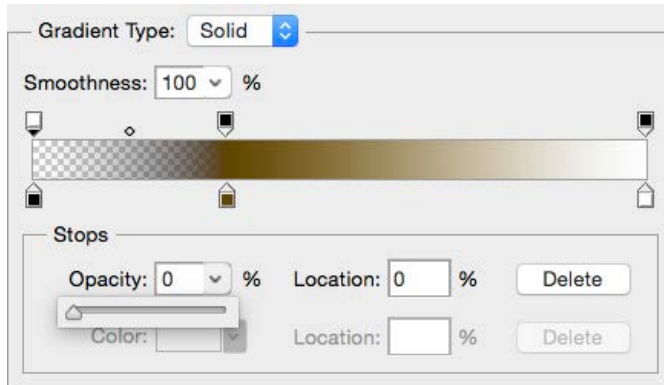 Gradient Type: Solid
Smoothness: 100 %
Stops
Opacity: 0 % Location: 0 % Delete
Color: Location: % Delete